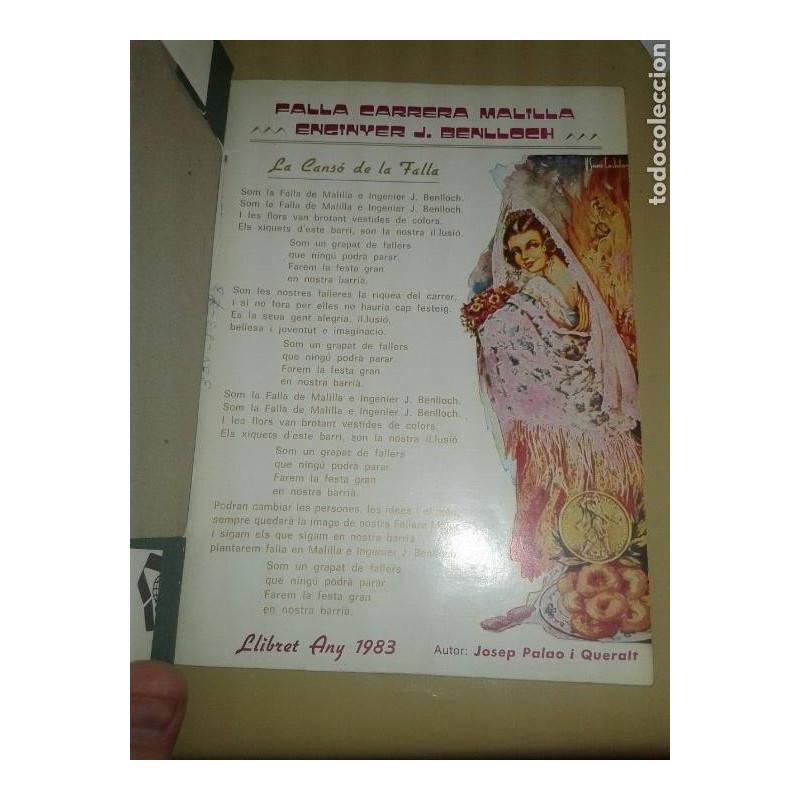 FALLA CARRERA MALILLA
ENGINYER J. BENLLOCH
La Cansó de la Falla
Som la Falla de Malilla e Ingenier J. Benlloch.
Som la Falla de Malilla e Ingenier J. Benlloch.
I les flors van brotant vestides de colors.
Els xiquets d'este barri, son la nostra il.lusió.
Som un grapat de fallers
que ningú podrà parar.
Farem la festa gran
en nostra barrià.
Son les nostres falleres la riquea del carrer,
i si no fora per elles no hauria cap festeig.
Es la seua gent alegria, il.lusió,
bellesa i juventut e imaginació.
Som un grapat de fallers
que ningú podrà parar.
Farem la festa gran
en nostra barrià.
Som la Falla de Malilla e Ingenier J. Benlloch.
Som la Falla de Malilla e Ingenier J. Benlloch.
I les flors van brotant vestides de colors.
Els xiquets d'este barri, son la nostra il.lusió.
Som un grapat de fallers
que ningú podrà parar.
Farem la festa gran
en nostra barrià.
Podran cambiar les persones, les idees i el món,
sempre quedarà la image de nostra Fallera Major
i sigam els que sigam en nostra barrià
plantarem falla en Malilla e Ingenier J. Benlloch.
Som un grapat de fallers
que ningú podrà parar.
Farem la festa gran
en nostra barrià.
Llibret Any 1983
Autor: Josep Palao i Queralt
todocoleccion